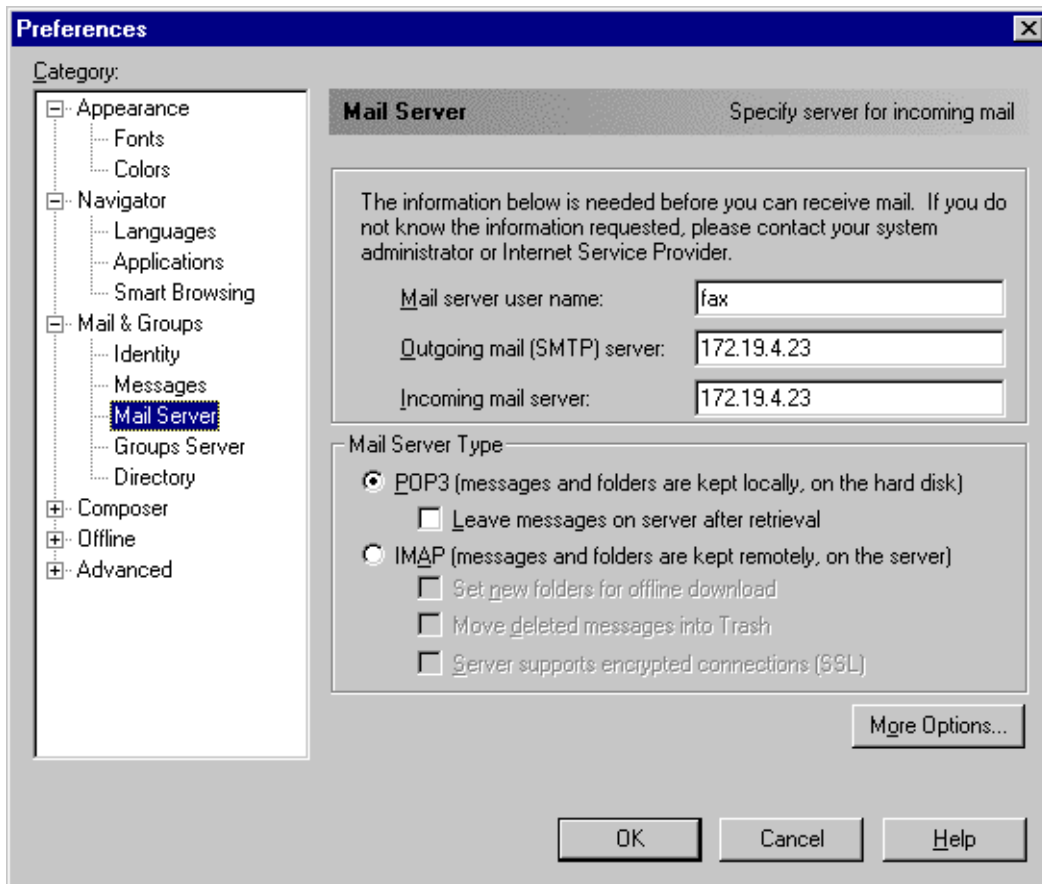 Preferences
Category:
Appearance
Fonts
Colors
Navigator
Languages
Applications
Smart Browsing
Mail & Groups
Identity
Messages
Mail Server
Groups Server
Directory
Composer
Offline
Advanced
Mail Server Specify server for incoming mail
The information below is needed before you can receive mail. If you do
not know the information requested, please contact your system
administrator or Internet Service Provider.
Mail server user name: fax
Outgoing mail (SMTP) server: 172.19.4.23
Incoming mail server: 172.19.4.23
Mail Server Type
POP3 (messages and folders are kept locally, on the hard disk)
Leave messages on server after retrieval
IMAP (messages and folders are kept remotely, on the server)
Set new folders for offline download
Move deleted messages into Trash
Server supports encrypted connections (SSL)
More Options...
OK Cancel Help